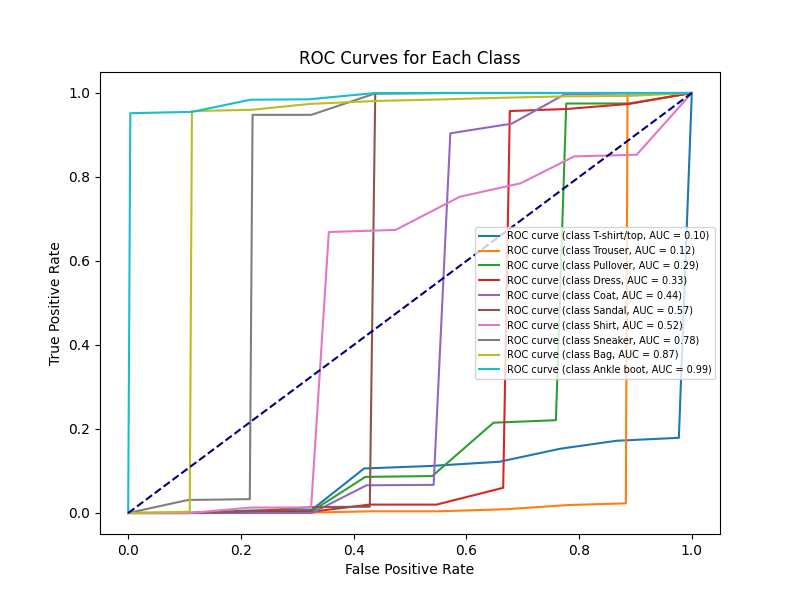 ROC Curves for Each Class
1.0
0.8
0.6
0.4
0.2
0.0
True Positive Rate
ROC curve (class T-shirt/top, AUC = 0.10)
ROC curve (class Trouser, AUC = 0.12)
ROC curve (class Pullover, AUC = 0.29)
ROC curve (class Dress, AUC = 0.33)
ROC curve (class Coat, AUC = 0.44)
ROC curve (class Sandal, AUC = 0.57)
ROC curve (class Shirt, AUC = 0.52)
ROC curve (class Sneaker, AUC = 0.78)
ROC curve (class Bag, AUC = 0.87)
ROC curve (class Ankle boot, AUC = 0.99)
0.0 0.2 0.4 0.6 0.8 1.0
False Positive Rate